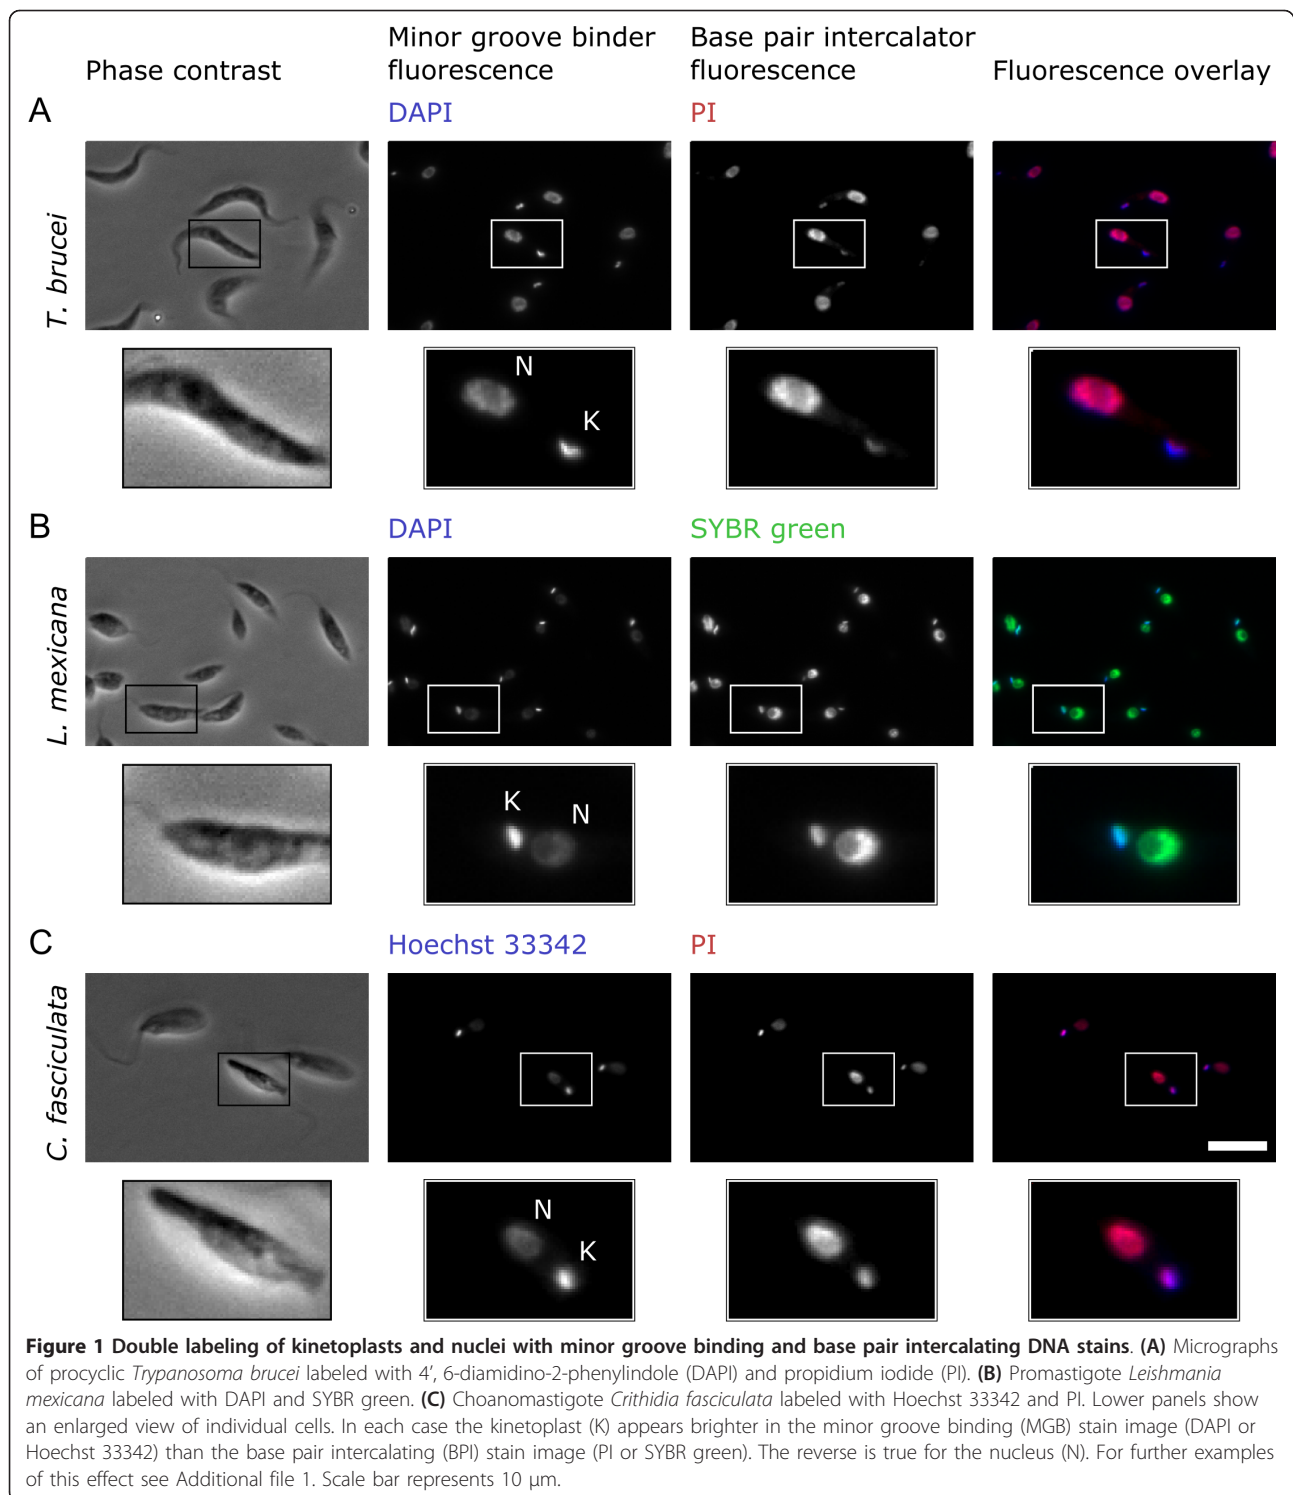 Phase contrast
Minor groove binder
fluorescence
Base pair intercalator
fluorescence
Fluorescence overlay
A
DAPI
PI
T. brucei
N
K
B
DAPI
SYBR green
L. mexicana
K
N
C
Hoechst 33342
PI
C. fasciculata
N
K
Figure 1 Double labeling of kinetoplasts and nuclei with minor groove binding and base pair intercalating DNA stains. (A) Micrographs
of procyclic Trypanosoma brucei labeled with 4′, 6-diamidino-2-phenylindole (DAPI) and propidium iodide (PI). (B) Promastigote Leishmania
mexicana labeled with DAPI and SYBR green. (C) Choanomastigote Crithidia fasciculata labeled with Hoechst 33342 and PI. Lower panels show
an enlarged view of individual cells. In each case the kinetoplast (K) appears brighter in the minor groove binding (MGB) stain image (DAPI or
Hoechst 33342) than the base pair intercalating (BPI) stain image (PI or SYBR green). The reverse is true for the nucleus (N). For further examples
of this effect see Additional file 1. Scale bar represents 10 μm.